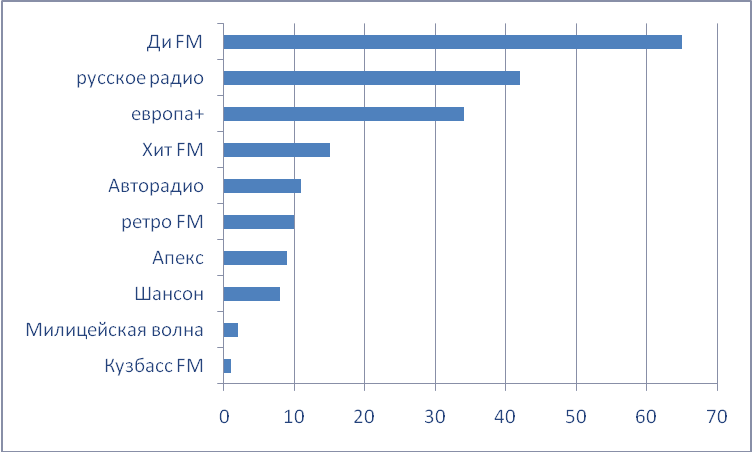 Ди FM
русское радио
европа+
Хит FM
Авторадио
ретро FM
Апекс
Шансон
Милицейская волна
Кузбасс FM
0 10 20 30 40 50 60 70